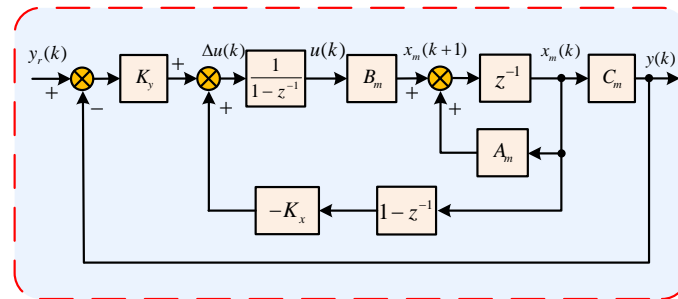 y_r(k) Δu(k) u(k) x_m(k+1) x_m(k) y(k)
+ − K_y + + 1/(1−z^{-1}) B_m + + z^{-1} C_m
A_m
−K_x 1−z^{-1}